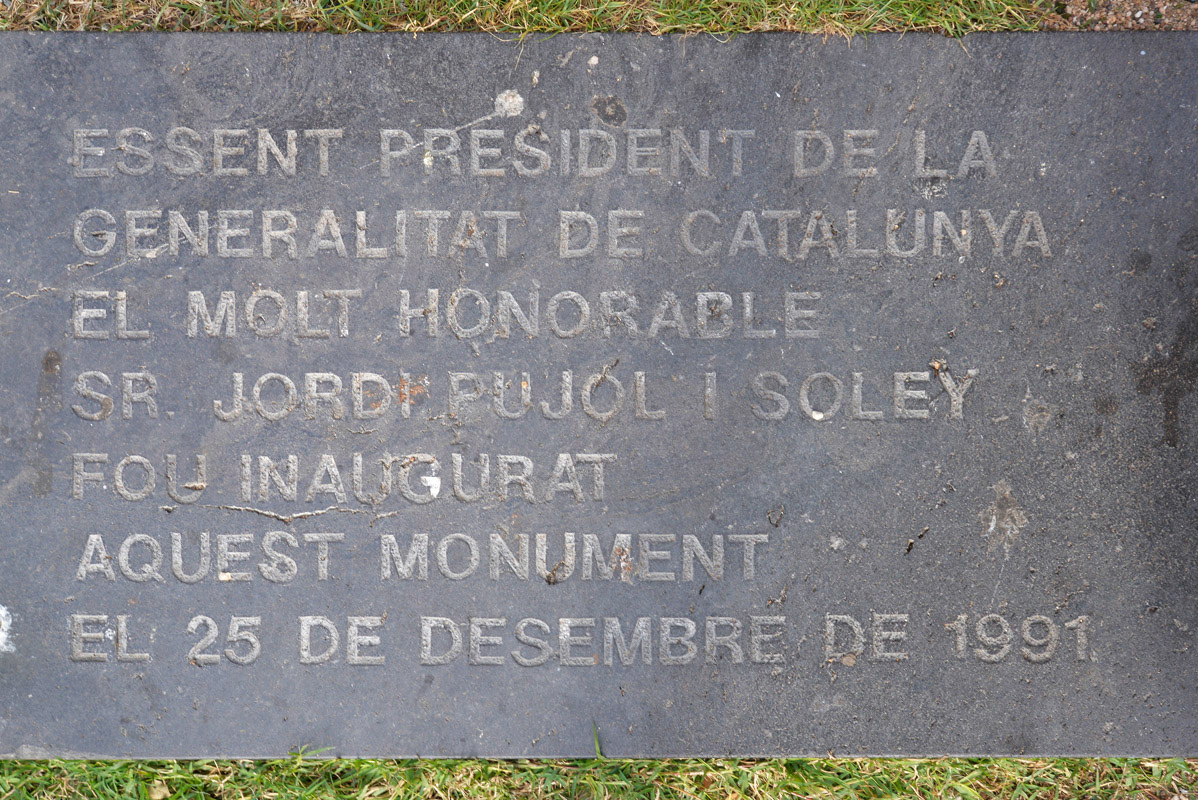 ESSENT PRESIDENT DE LA
GENERALITAT DE CATALUNYA
EL MOLT HONORABLE
SR. JORDI PUJOL I SOLEY
FOU INAUGURAT
AQUEST MONUMENT
EL 25 DE DESEMBRE DE 1991